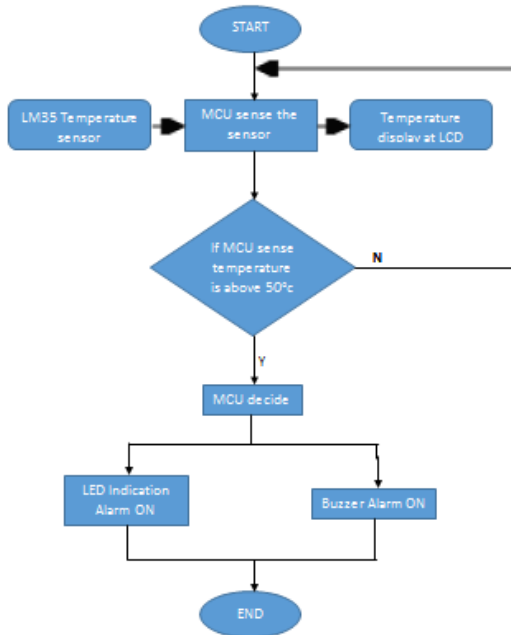 START
LM35 Temperature
sensor
MCU sense the
sensor
Temperature
display at LCD
If MCU sense
temperature
is above 50°c
N
Y
MCU decide
LED Indication
Alarm ON
Buzzer Alarm ON
END